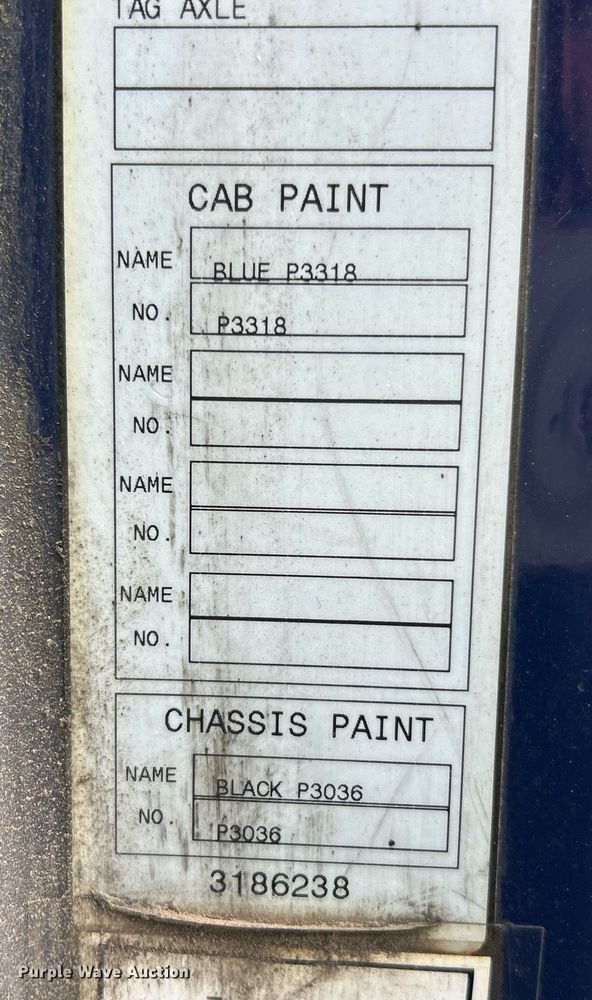 TAG AXLE
CAB PAINT
NAME BLUE P3318
NO. P3318
NAME
NO.
NAME
NO.
NAME
NO.
CHASSIS PAINT
NAME BLACK P3036
NO. P3036
3186238
Purple Wave Auction